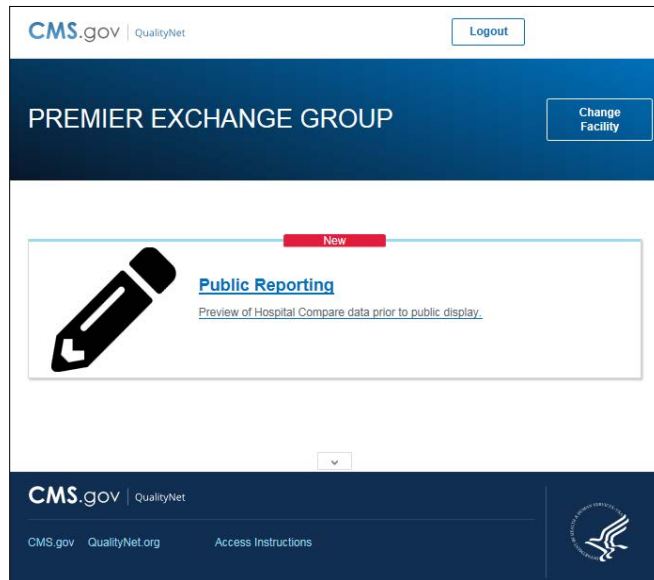 CMS.gov | QualityNet
Logout
PREMIER EXCHANGE GROUP
Change
Facility
New
Public Reporting
Preview of Hospital Compare data prior to public display.
CMS.gov | QualityNet
CMS.gov QualityNet.org Access Instructions